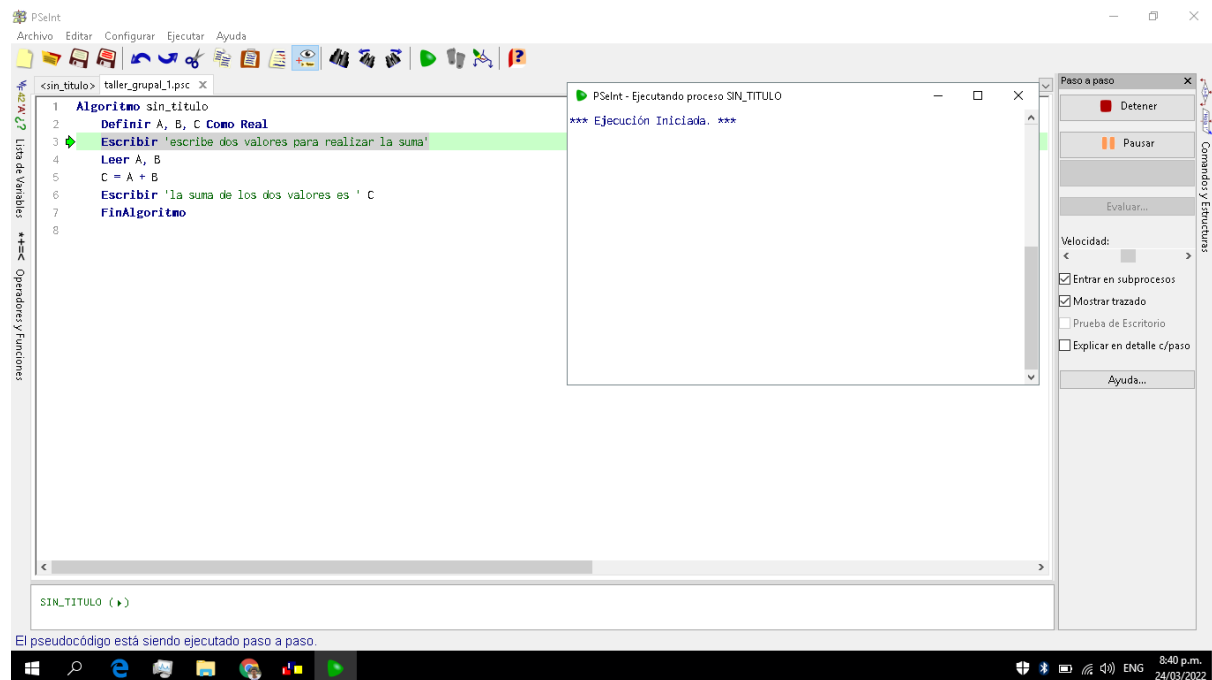 PSeInt
Archivo Editar Configurar Ejecutar Ayuda
<sin_titulo> taller_grupal_1.psc X
1 Algoritmo sin_titulo
2 Definir A, B, C Como Real
3 Escribir 'escribe dos valores para realizar la suma'
4 Leer A, B
5 C = A + B
6 Escribir 'la suma de los dos valores es ' C
7 FinAlgoritmo
8
PSeInt - Ejecutando proceso SIN_TITULO
*** Ejecución Iniciada. ***
Paso a paso
Detener
Pausar
Evaluar...
Velocidad:
Entrar en subprocesos
Mostrar trazado
Prueba de Escritorio
Explicar en detalle c/paso
Ayuda...
Lista de Variables
Operadores y Funciones
Comandos y Estructuras
SIN_TITULO
El pseudocódigo está siendo ejecutado paso a paso.
ENG
8:40 p.m.
24/03/2022